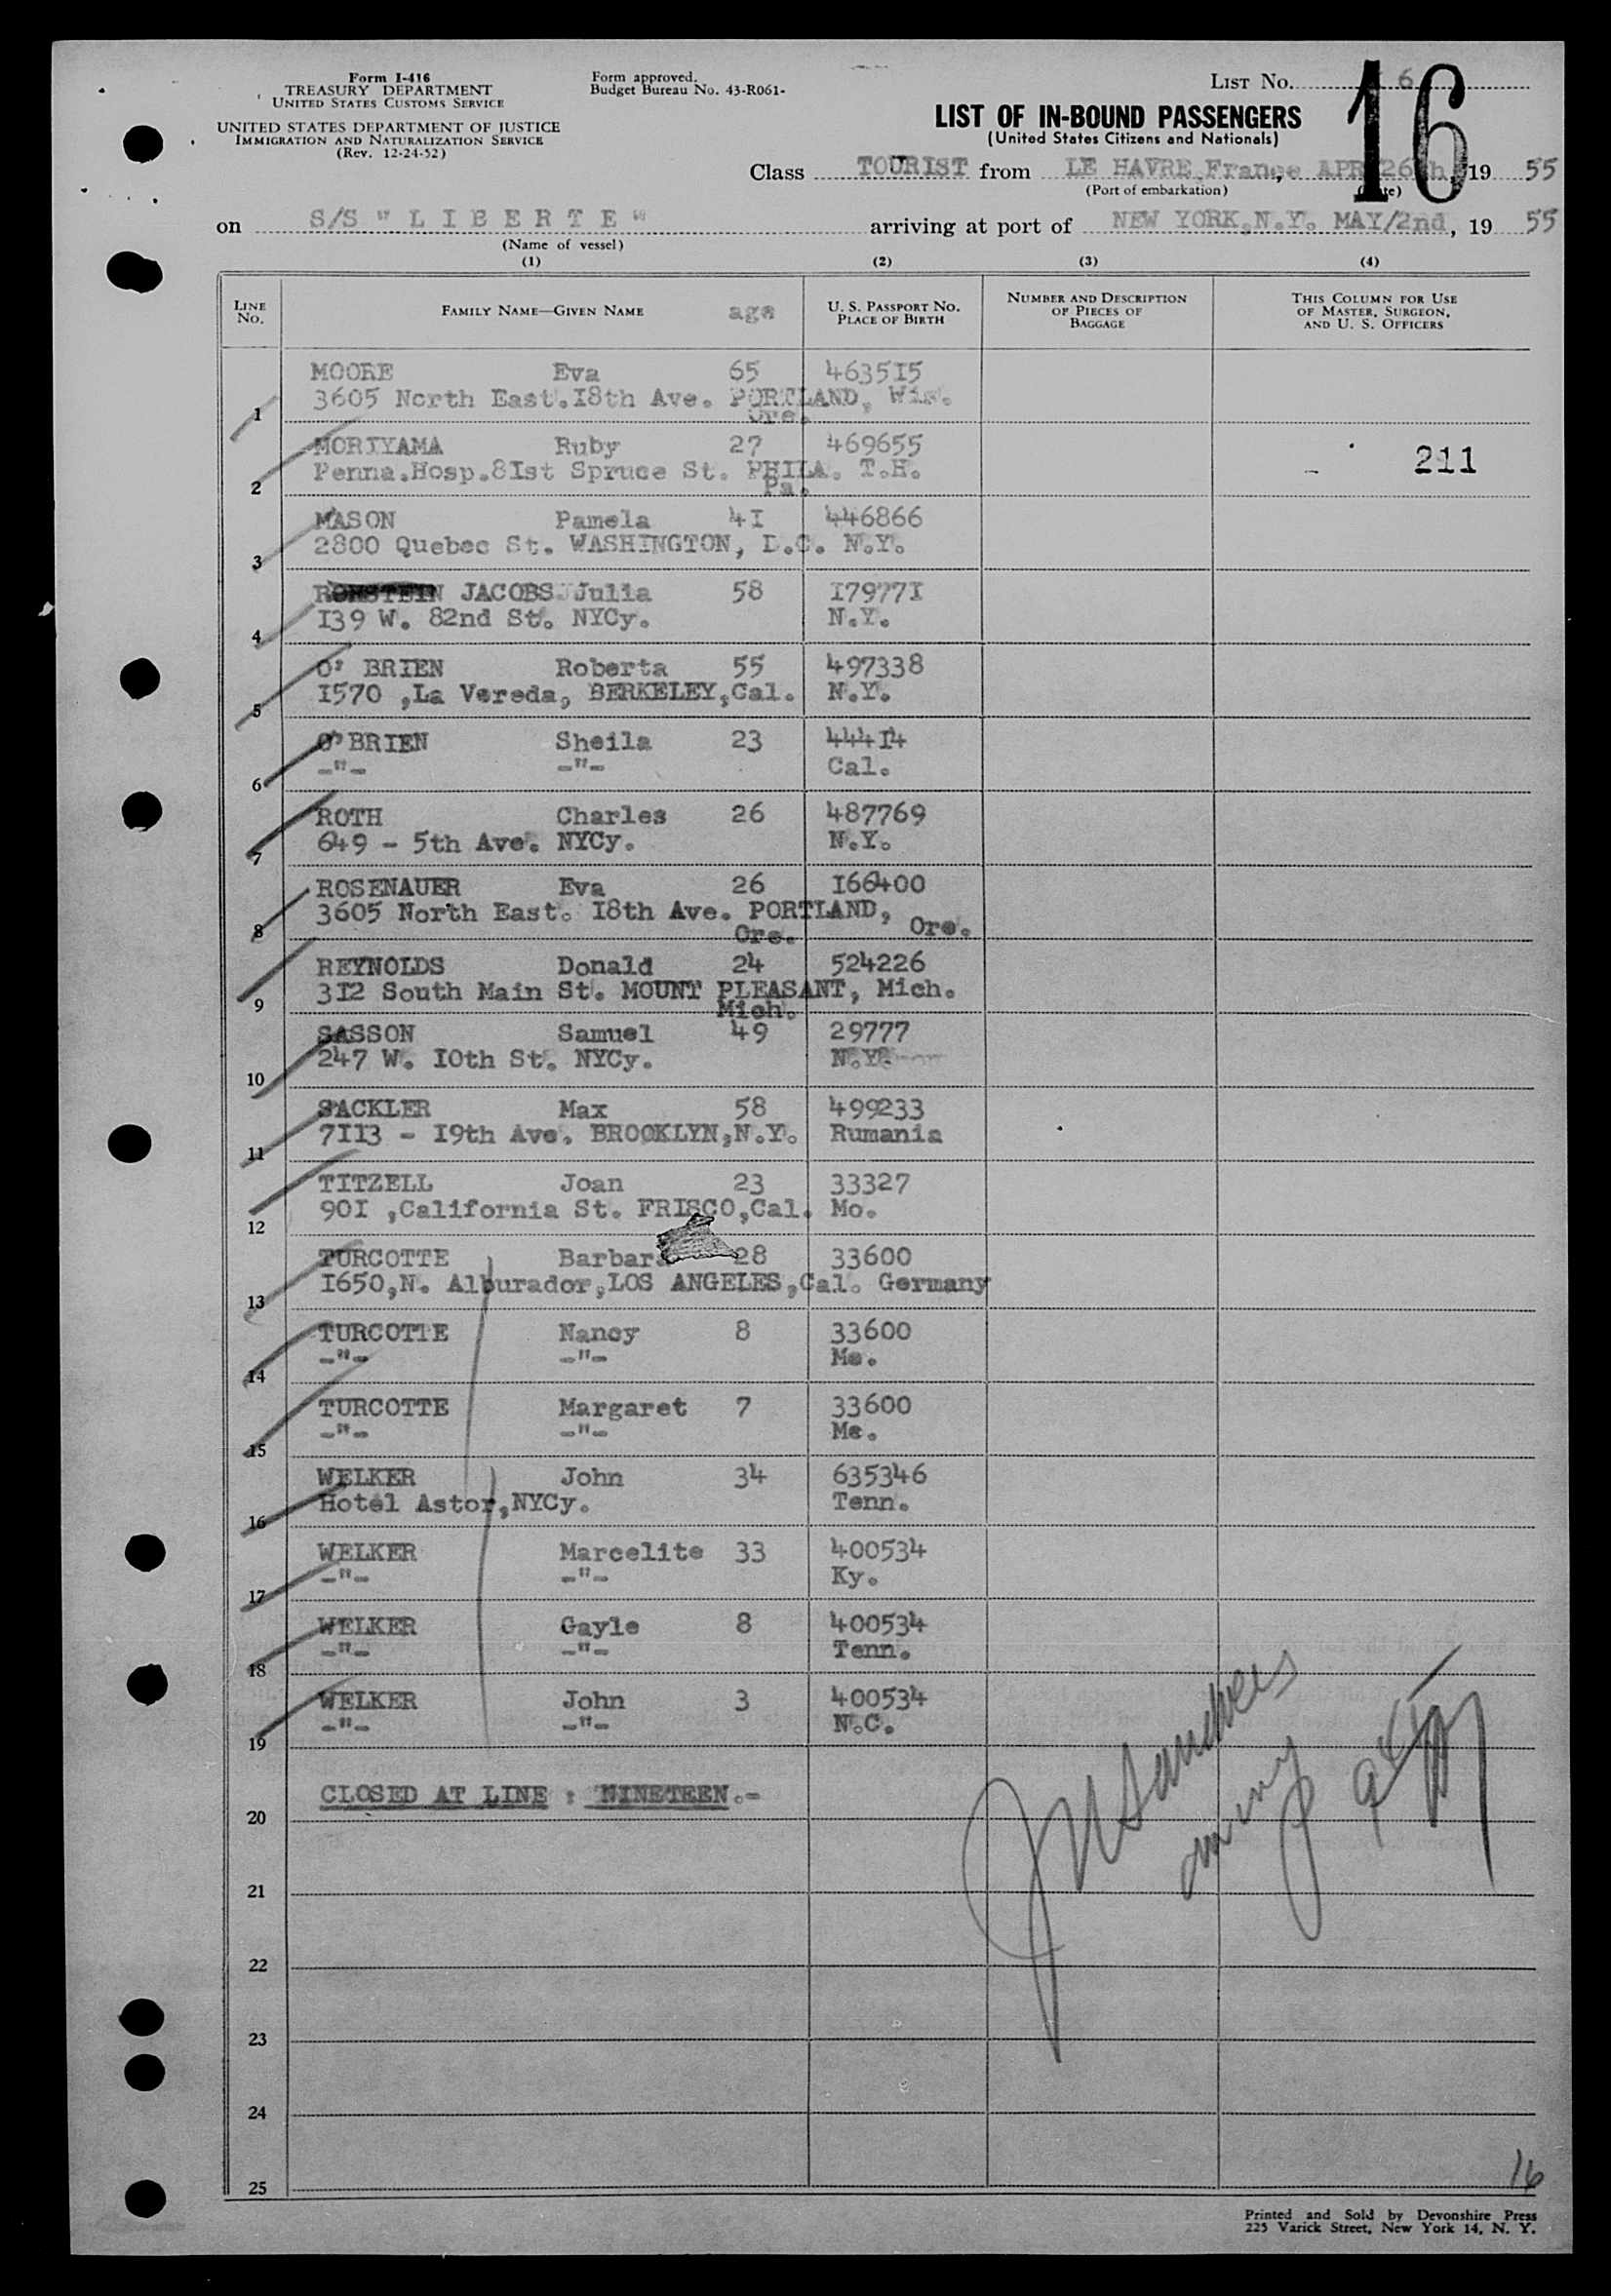 Form I-416
TREASURY DEPARTMENT
UNITED STATES CUSTOMS SERVICE
UNITED STATES DEPARTMENT OF JUSTICE
IMMIGRATION AND NATURALIZATION SERVICE
(Rev. 12-24-52)
Form approved.
Budget Bureau No. 43-R061-
LIST No. 6
16
LIST OF IN-BOUND PASSENGERS
(United States Citizens and Nationals)
Class TOURIST from LE HAVRE,France, APR/26th, 19 55
(Port of embarkation)
on S/S " L I B E R T E " arriving at port of NEW YORK,N.Y. MAY/2nd, 19 55
(Name of vessel)
(1) (2) (3) (4)
LINE No. FAMILY NAME—GIVEN NAME age U. S. PASSPORT NO. PLACE OF BIRTH NUMBER AND DESCRIPTION OF PIECES OF BAGGAGE THIS COLUMN FOR USE OF MASTER, SURGEON, AND U. S. OFFICERS
MOORE Eva 65 463515
1 3605 North East.18th Ave. PORTLAND, Wis.
Ore.
MORIYAMA Ruby 27 469655 211
2 Penna.Hosp.81st Spruce St. PHILA. T.H.
Pa.
MASON Pamela 41 446866
3 2800 Quebec St. WASHINGTON, D.C. N.Y.
JACOBS Julia 58 179771
4 139 W. 82nd St. NYCy. N.Y.
O' BRIEN Roberta 55 497338
5 1570 ,La Vereda, BERKELEY,Cal. N.Y.
O'BRIEN Sheila 23 44414
6 -"- -"- Cal.
ROTH Charles 26 487769
7 649 - 5th Ave. NYCy. N.Y.
ROSENAUER Eva 26 166400
8 3605 North East. 18th Ave. PORTLAND, Ore.
Ore.
REYNOLDS Donald 24 524226
9 312 South Main St. MOUNT PLEASANT, Mich.
Mich.
SASSON Samuel 49 29777
10 247 W. 10th St. NYCy. N.Y.
SACKLER Max 58 499233
11 7113 - 19th Ave. BROOKLYN,N.Y. Rumania
TITZELL Joan 23 33327
12 901 ,California St. FRISCO,Cal. Mo.
TURCOTTE Barbara 28 33600
13 1650,N. Alburador,LOS ANGELES,Cal. Germany
TURCOTTE Nancy 8 33600
14 -"- -"- Me.
TURCOTTE Margaret 7 33600
15 -"- -"- Me.
WELKER John 34 635346
16 Hotel Astor,NYCy. Tenn.
WELKER Marcelite 33 400534
17 -"- -"- Ky.
WELKER Gayle 8 400534
18 -"- -"- Tenn.
WELKER John 3 400534
19 -"- -"- N.C.
20 CLOSED AT LINE : NINETEEN.-
21
22
23
24
25
16
Printed and Sold by Devonshire Press
225 Varick Street, New York 14, N. Y.